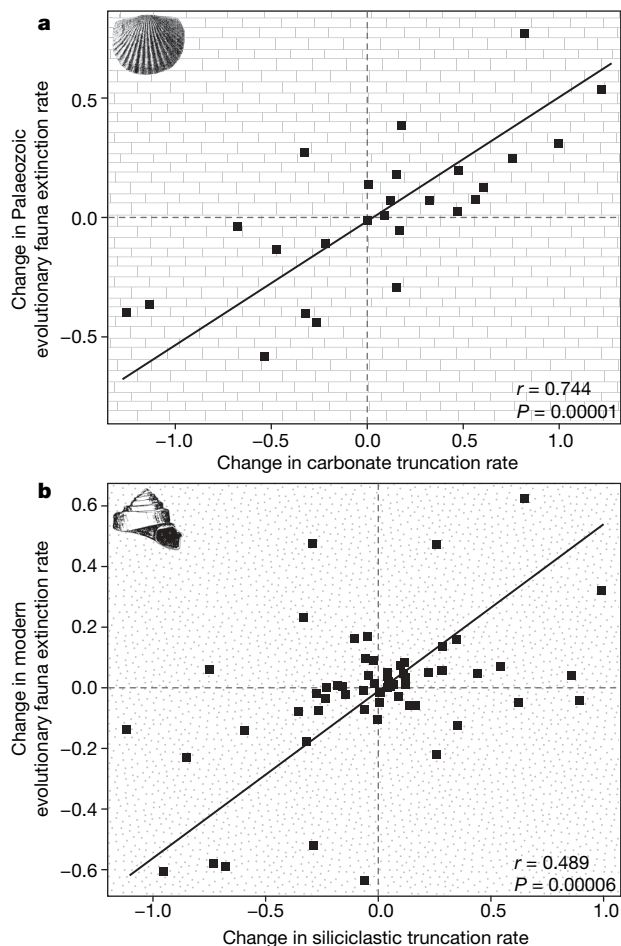 a
Change in Palaeozoic
evolutionary fauna extinction rate
0.5
0.0
−0.5
r = 0.744
P = 0.00001
−1.0
−0.5
0.0
0.5
1.0
Change in carbonate truncation rate
b
Change in modern
evolutionary fauna extinction rate
0.6
0.4
0.2
0.0
−0.2
−0.4
−0.6
r = 0.489
P = 0.00006
−1.0
−0.5
0.0
0.5
1.0
Change in siliciclastic truncation rate